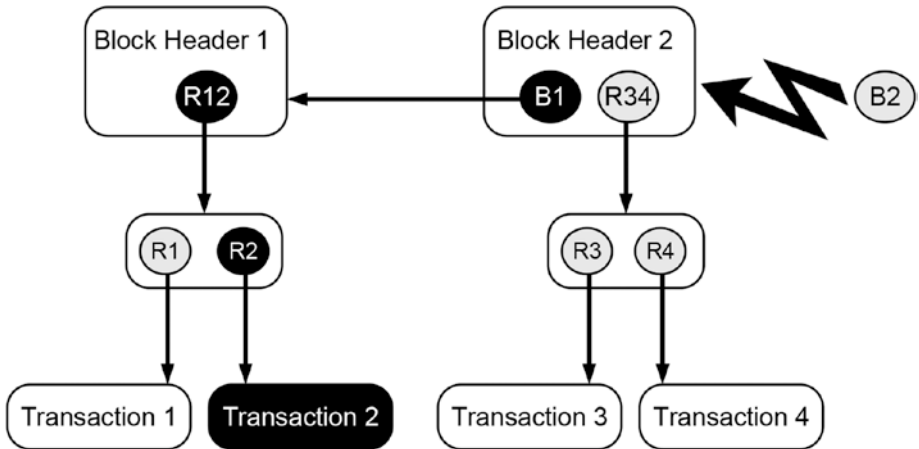 Block Header 1
Block Header 2
R12
B1
R34
B2
R1
R2
R3
R4
Transaction 1
Transaction 2
Transaction 3
Transaction 4